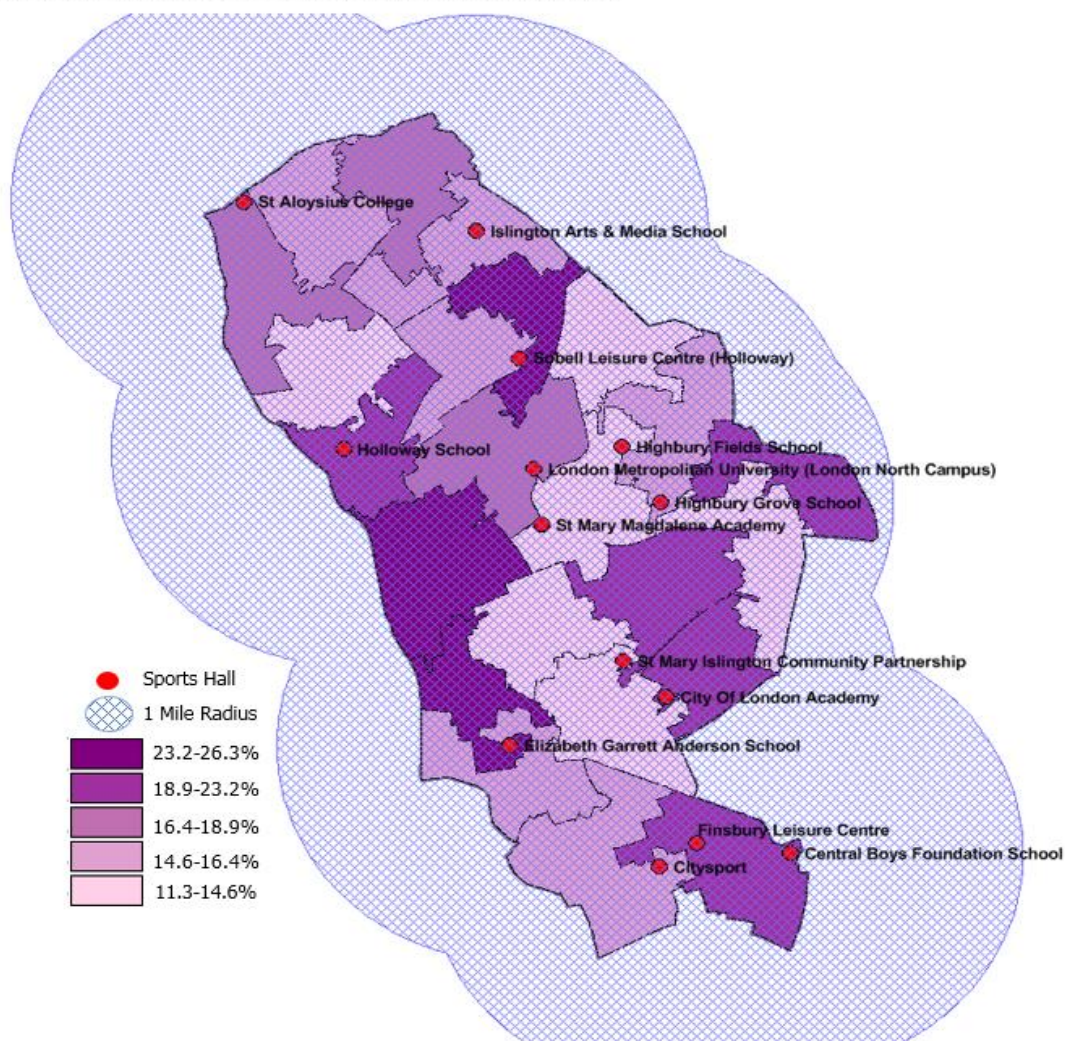 St Aloysius College
Islington Arts & Media School
Sobell Leisure Centre (Holloway)
Holloway School
Highbury Fields School
London Metropolitan University (London North Campus)
Highbury Grove School
St Mary Magdalene Academy
St Mary Islington Community Partnership
City Of London Academy
Elizabeth Garrett Anderson School
Finsbury Leisure Centre
Central Boys Foundation School
Citysport
Sports Hall
1 Mile Radius
23.2-26.3%
18.9-23.2%
16.4-18.9%
14.6-16.4%
11.3-14.6%